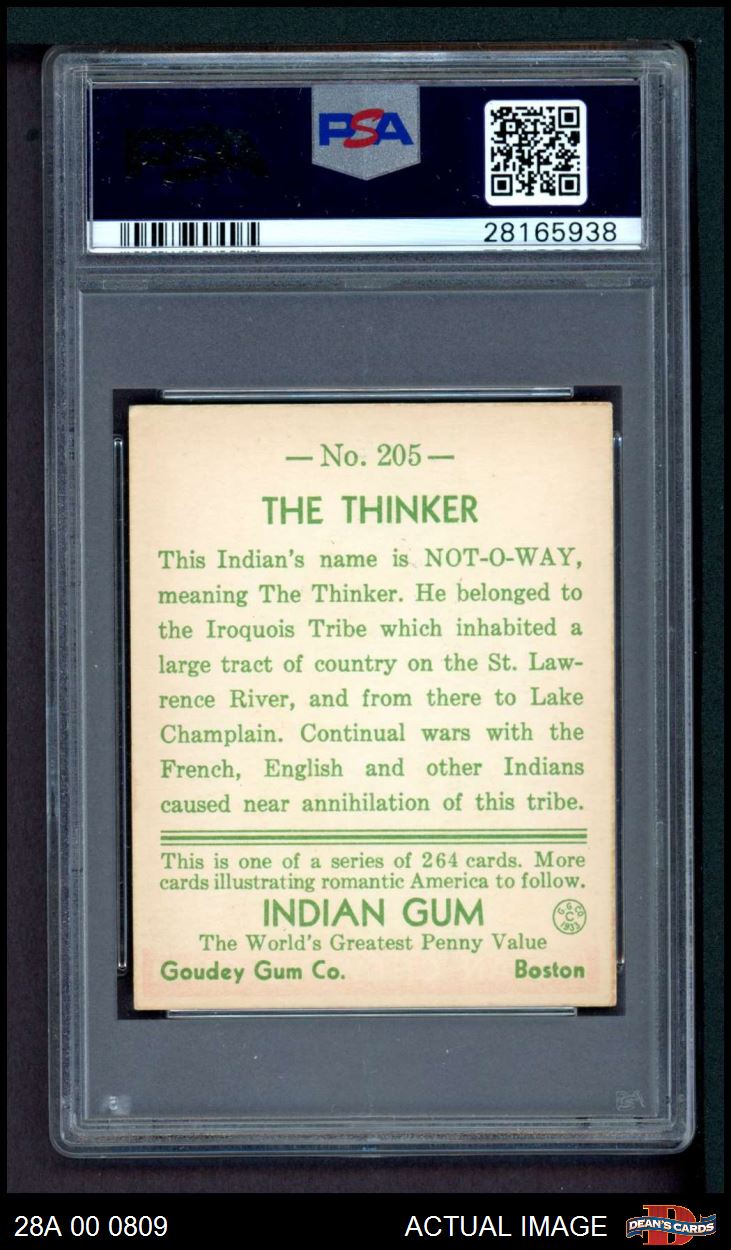 PSA
28165938
— No. 205 —
THE THINKER
This Indian's name is NOT-O-WAY,
meaning The Thinker. He belonged to
the Iroquois Tribe which inhabited a
large tract of country on the St. Law-
rence River, and from there to Lake
Champlain. Continual wars with the
French, English and other Indians
caused near annihilation of this tribe.
This is one of a series of 264 cards. More
cards illustrating romantic America to follow.
INDIAN GUM
G. G. CO.
C
1933
The World's Greatest Penny Value
Goudey Gum Co. Boston
PSA
28A 00 0809 ACTUAL IMAGE DEAN'S CARDS